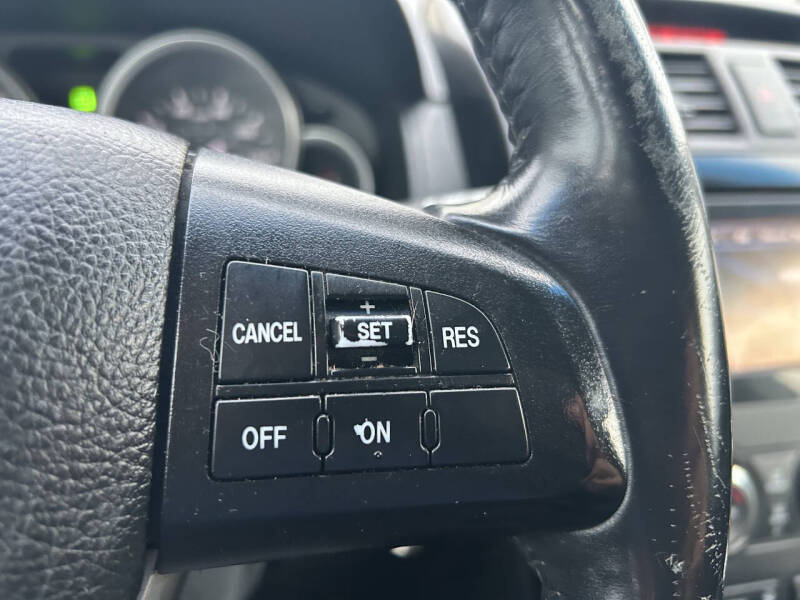 +
CANCEL SET RES
-
OFF ON